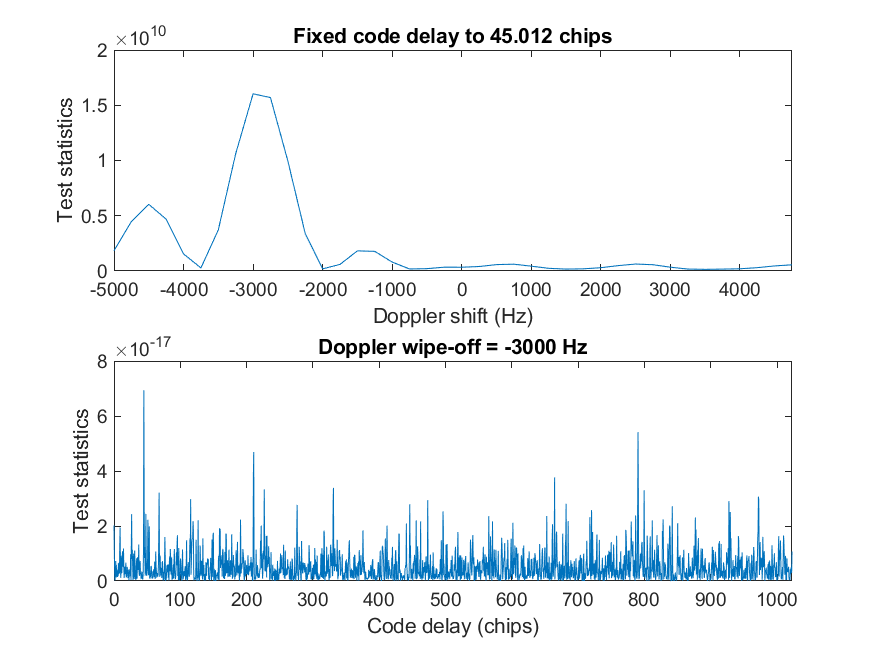 ×10^10
Fixed code delay to 45.012 chips
2
1.5
1
0.5
0
Test statistics
-5000 -4000 -3000 -2000 -1000 0 1000 2000 3000 4000
Doppler shift (Hz)
×10^-17
Doppler wipe-off = -3000 Hz
8
6
4
2
0
Test statistics
0 100 200 300 400 500 600 700 800 900 1000
Code delay (chips)